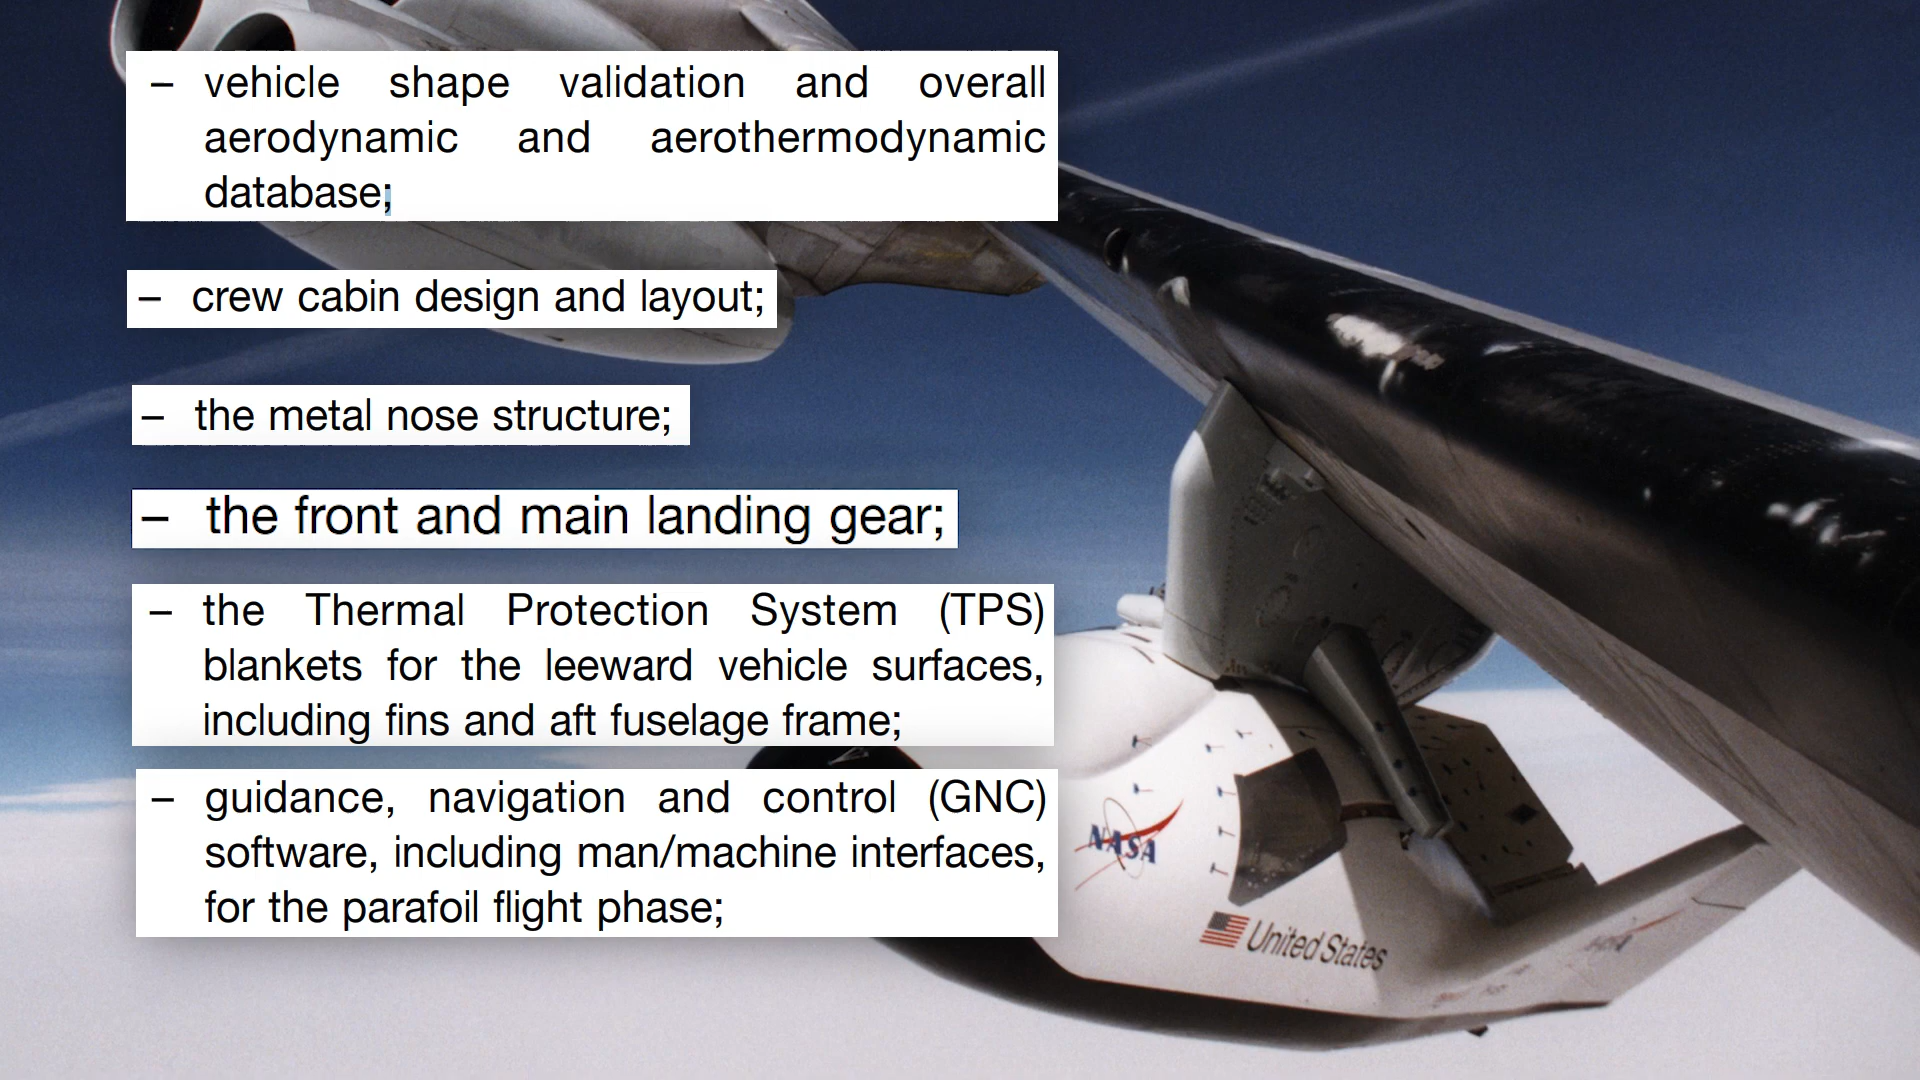 – vehicle shape validation and overall
aerodynamic and aerothermodynamic
database;
– crew cabin design and layout;
– the metal nose structure;
– the front and main landing gear;
– the Thermal Protection System (TPS)
blankets for the leeward vehicle surfaces,
including fins and aft fuselage frame;
– guidance, navigation and control (GNC)
software, including man/machine interfaces,
for the parafoil flight phase;
NASA
United States